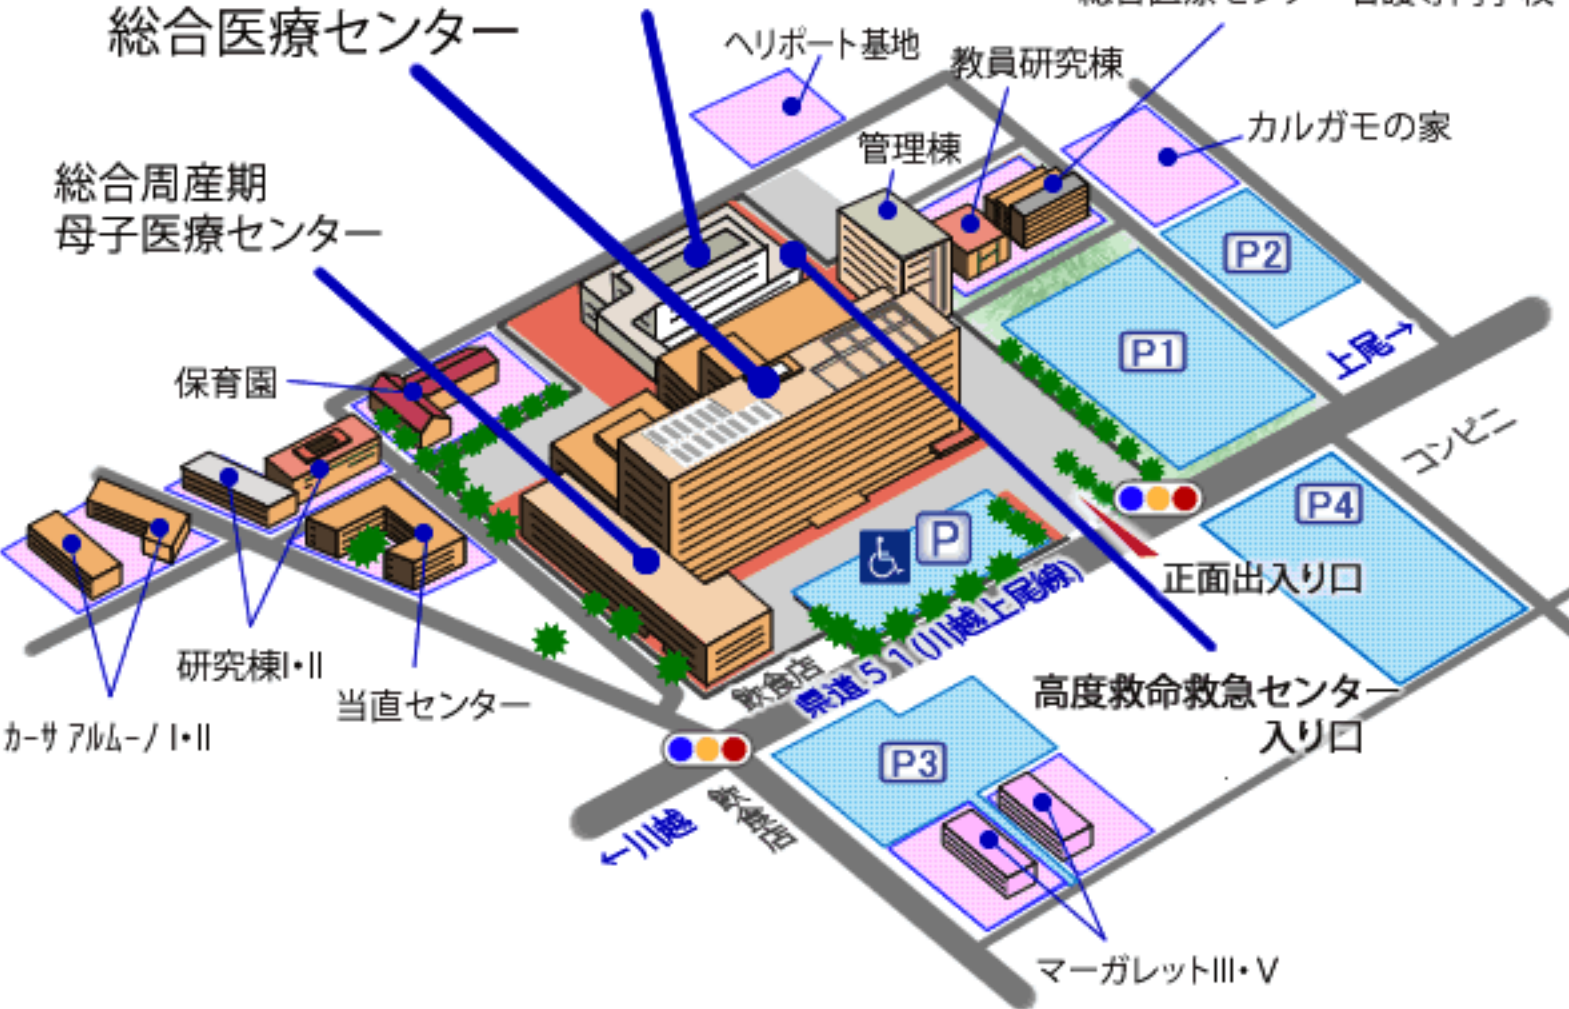 総合医療センター
ヘリポート基地
教員研究棟
カルガモの家
管理棟
総合周産期
母子医療センター
P2
P1
上尾→
保育園
コンビニ
P4
P
正面出入り口
県道51(川越上尾線)
飲食店
研究棟I・II
当直センター
カーサ アルムーノ I・II
高度救命救急センター
入り口
P3
←川越
飲食店
マーガレットIII・V